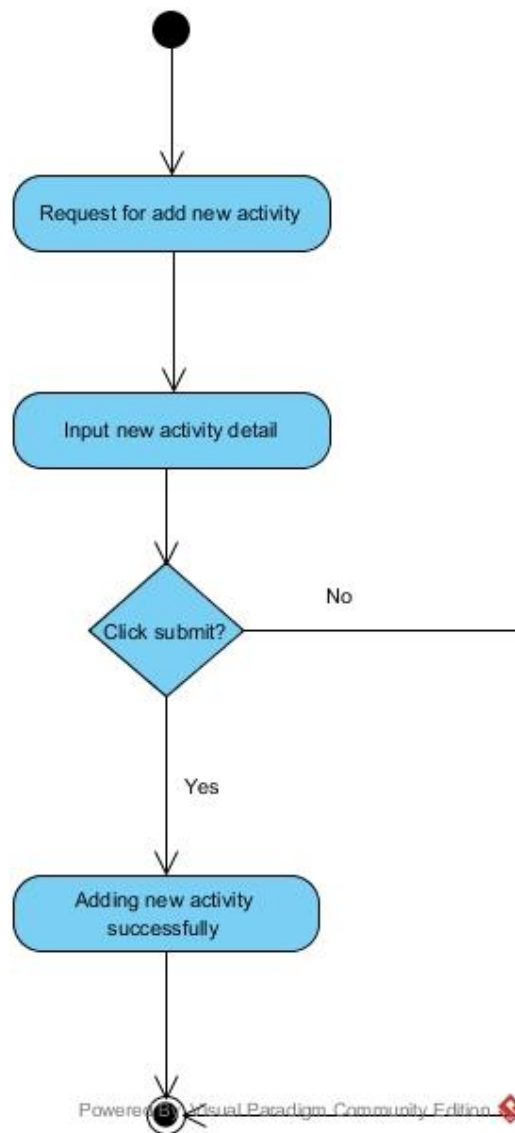 Request for add new activity
Input new activity detail
Click submit?
No
Yes
Adding new activity
successfully
Powered By Visual Paradigm Community Edition